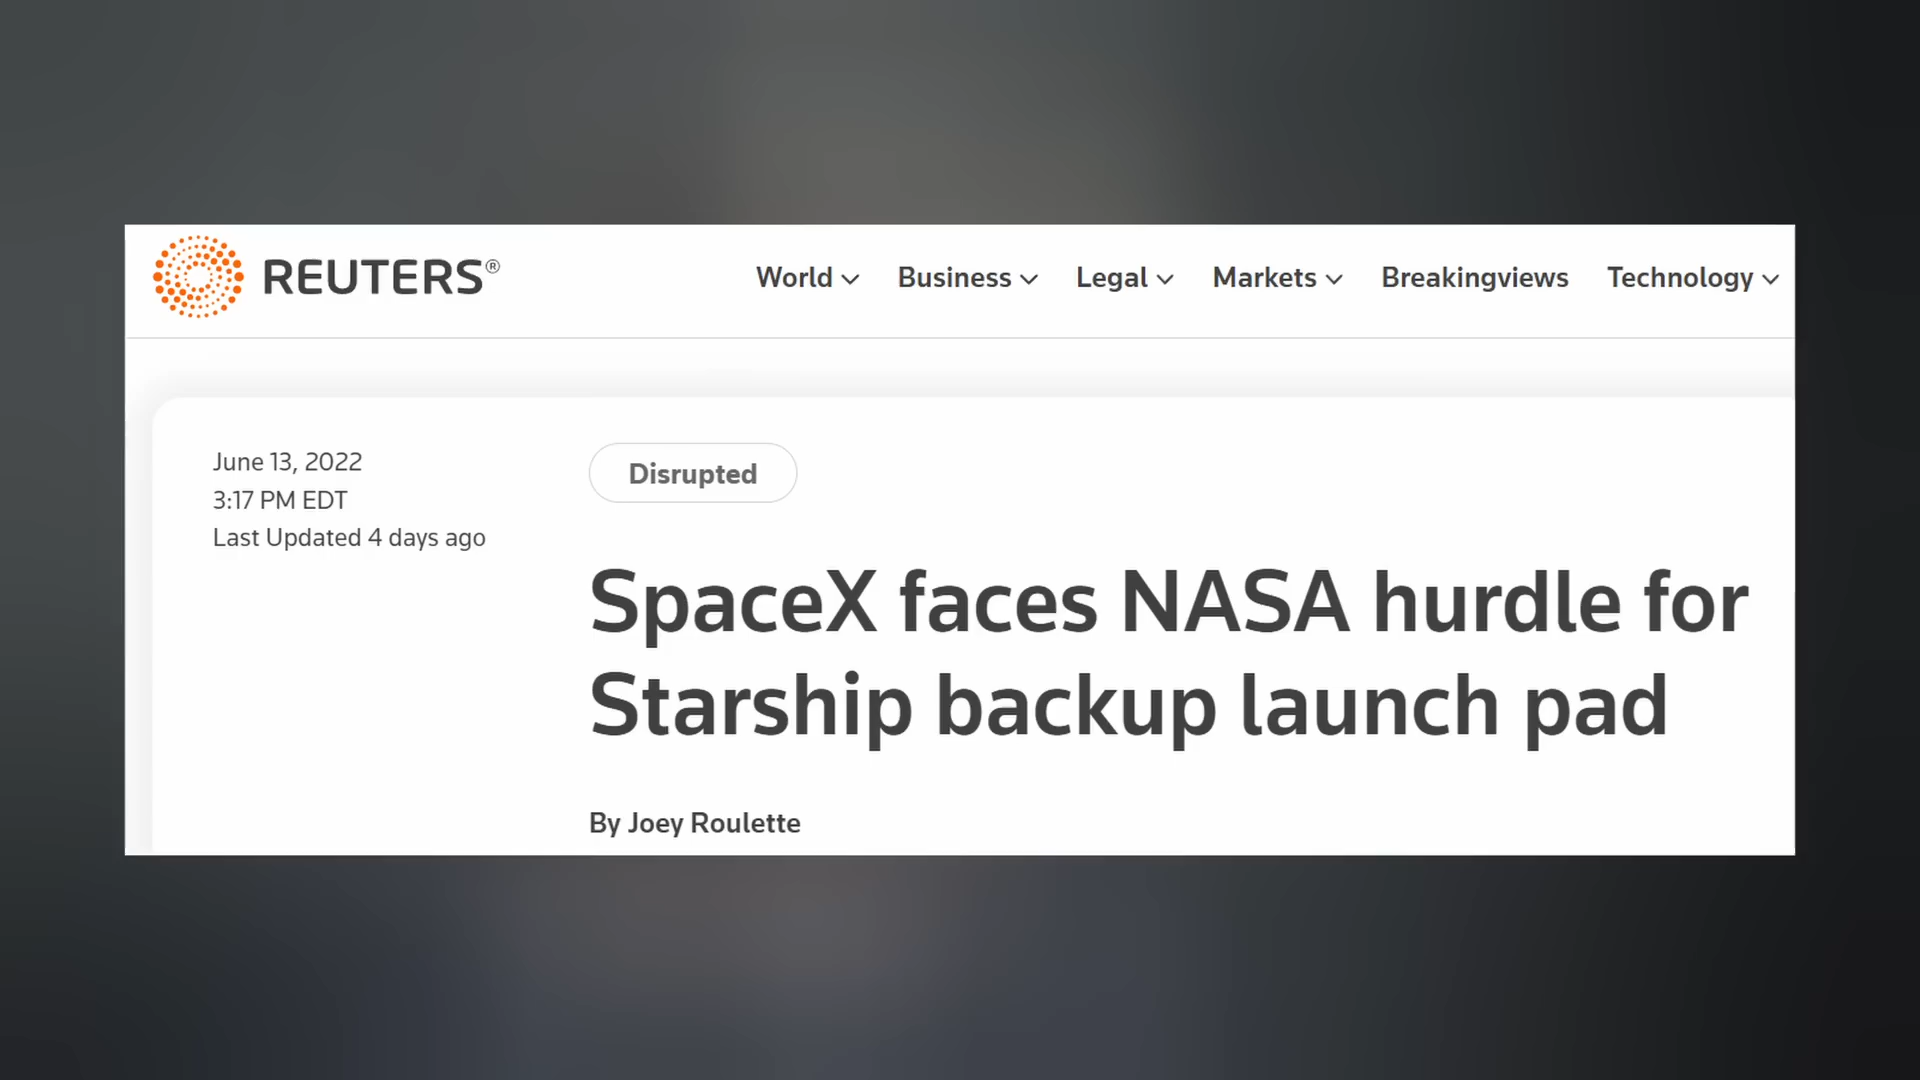 REUTERS®
World Business Legal Markets Breakingviews Technology
June 13, 2022
3:17 PM EDT
Last Updated 4 days ago
Disrupted
SpaceX faces NASA hurdle for
Starship backup launch pad
By Joey Roulette